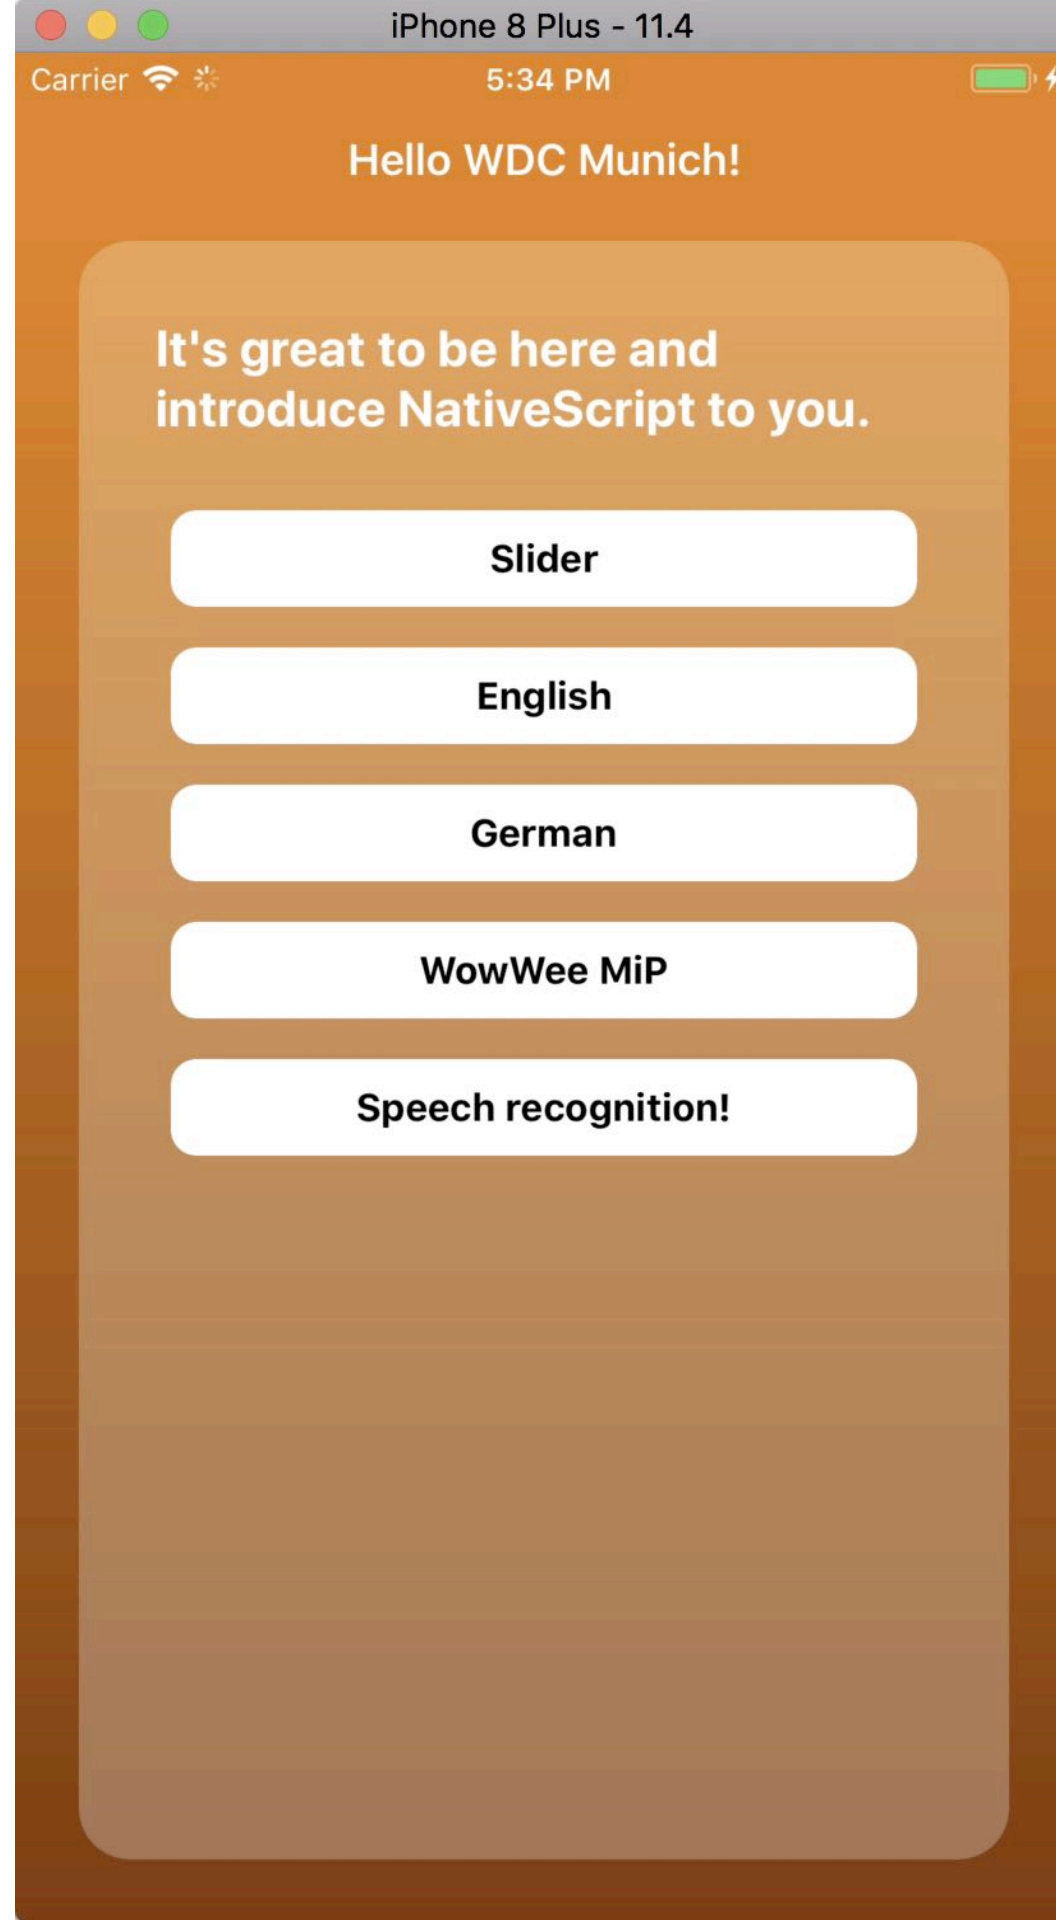 iPhone 8 Plus - 11.4
Carrier 5:34 PM
Hello WDC Munich!
It's great to be here and
introduce NativeScript to you.
Slider
English
German
WowWee MiP
Speech recognition!